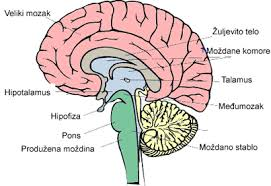 Veliki mozak
Žuljevito telo
Moždane komore
Talamus
Hipotalamus
Međumozak
Hipofiza
Pons
Moždano stablo
Produžena moždina